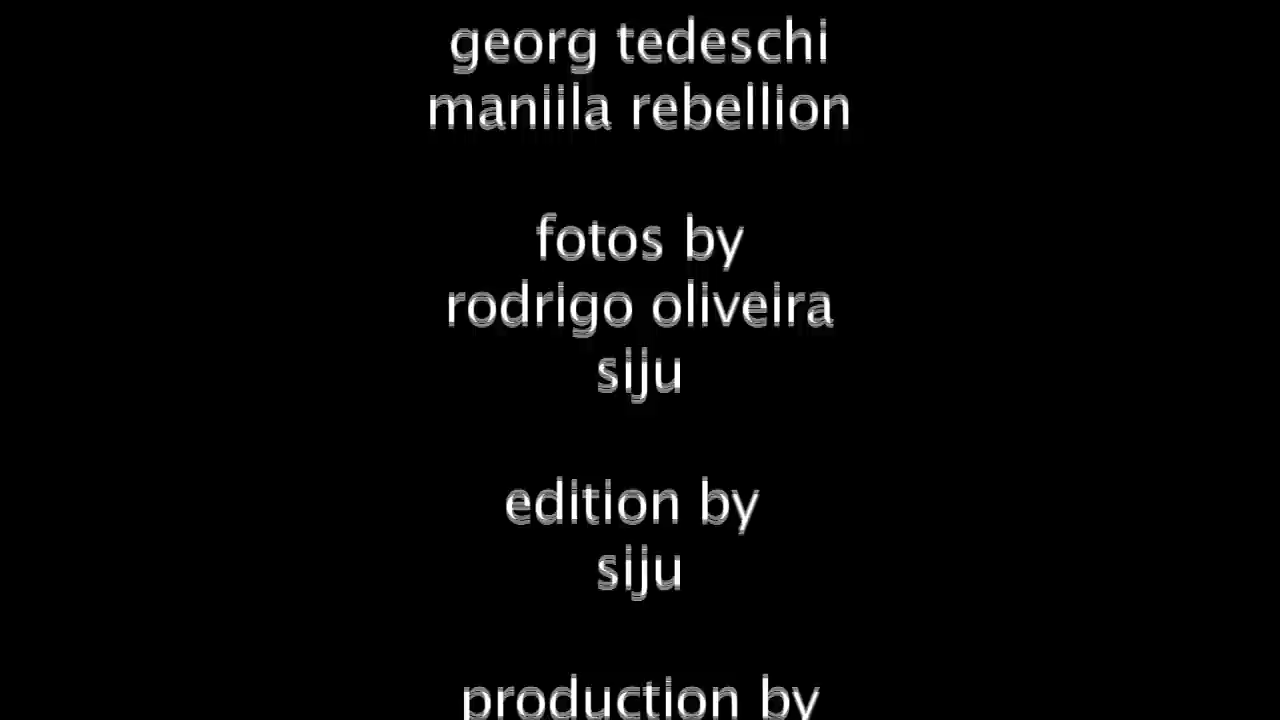 georg tedeschi
maniila rebellion
fotos by
rodrigo oliveira
siju
edition by
siju
production by